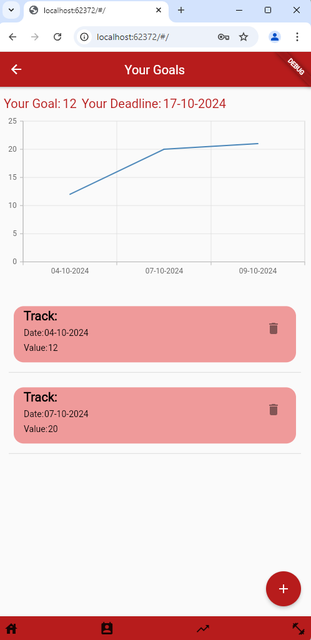 localhost:62372/#/
localhost:62372/#/
Your Goals
DEBUG
Your Goal: 12 Your Deadline: 17-10-2024
25
20
15
10
5
0
04-10-2024 07-10-2024 09-10-2024
Track:
Date:04-10-2024
Value:12
Track:
Date:07-10-2024
Value:20